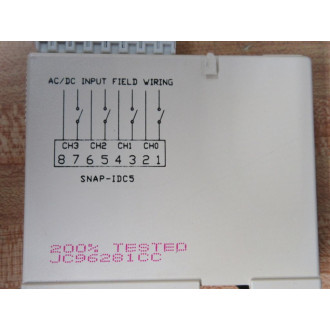 AC/DC INPUT FIELD WIRING
CH3 CH2 CH1 CH0
8 7 6 5 4 3 2 1
SNAP-IDC5
200% TESTED
JC96281CC